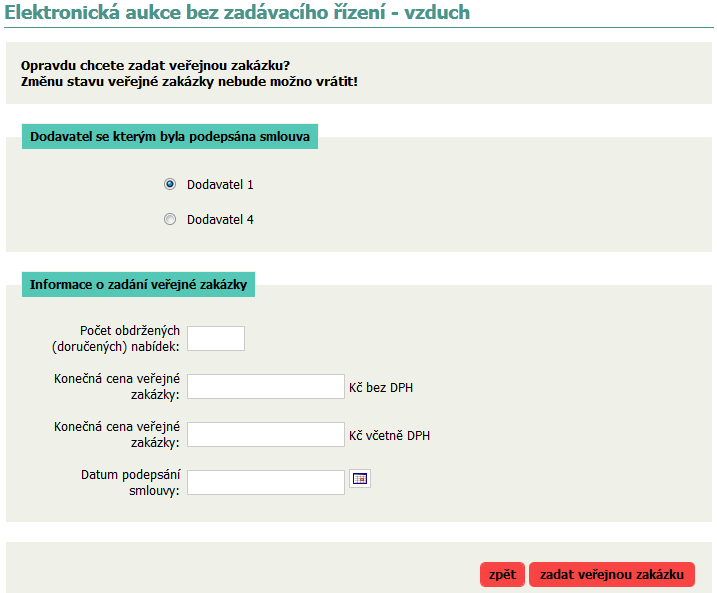 Elektronická aukce bez zadávacího řízení - vzduch
Opravdu chcete zadat veřejnou zakázku?
Změnu stavu veřejné zakázky nebude možno vrátit!
Dodavatel se kterým byla podepsána smlouva
Dodavatel 1
Dodavatel 4
Informace o zadání veřejné zakázky
Počet obdržených
(doručených) nabídek:
Konečná cena veřejné
zakázky:
Kč bez DPH
Konečná cena veřejné
zakázky:
Kč včetně DPH
Datum podepsání
smlouvy:
zpět
zadat veřejnou zakázku